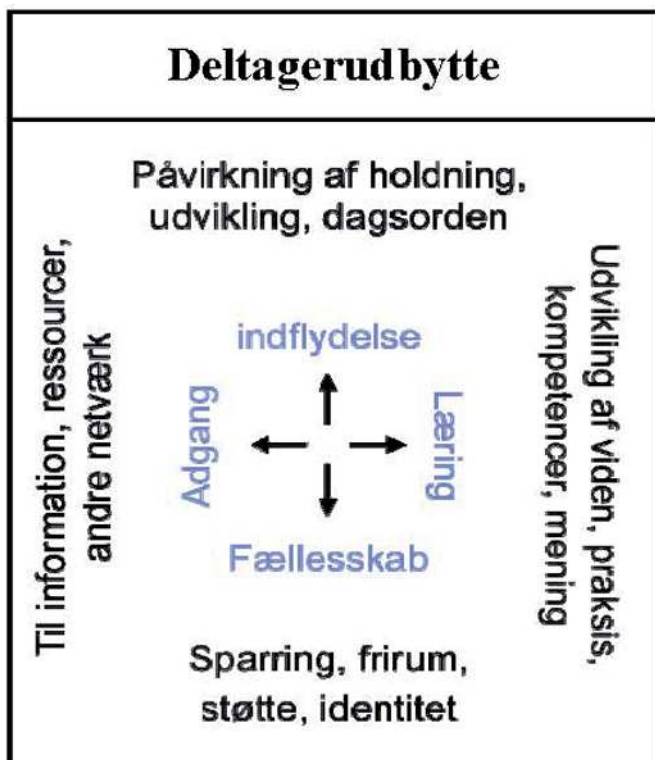 Deltagerudbytte
Påvirkning af holdning,
udvikling, dagsorden
Til information, ressourcer,
andre netværk
indflydelse
Adgang
Læring
Fællesskab
Udvikling af viden, praksis,
kompetencer, mening
Sparring, frirum,
støtte, identitet